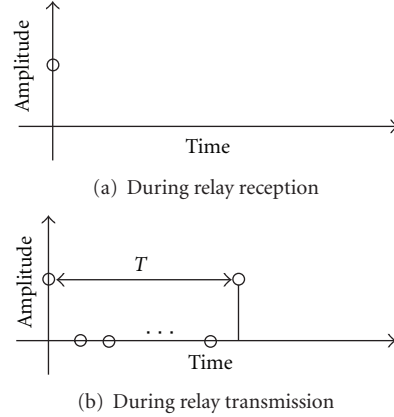 Amplitude
Time
(a) During relay reception
Amplitude
T
. . .
Time
(b) During relay transmission